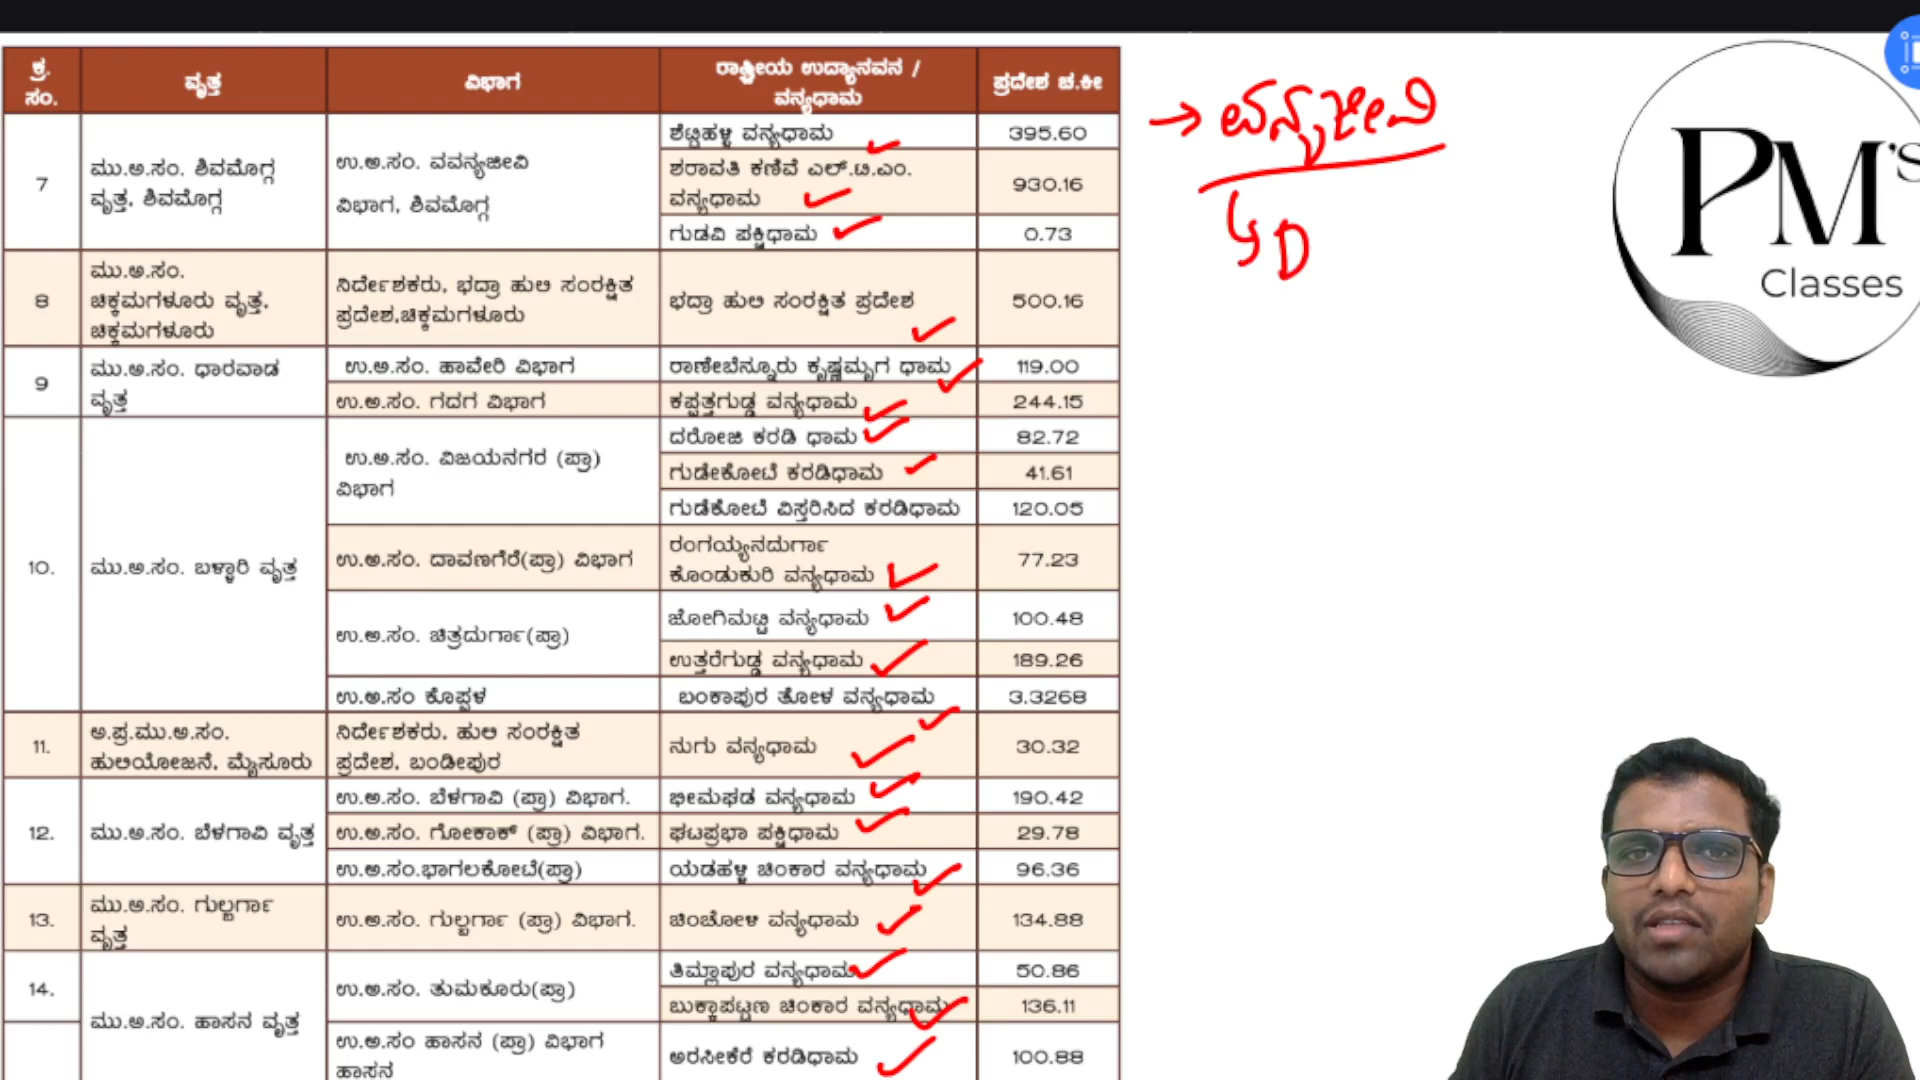 ಕ್ರ. ಸಂ.
ವೃತ್ತ
ವಿಭಾಗ
ರಾಷ್ಟ್ರೀಯ ಉದ್ಯಾನವನ /
ವನ್ಯಧಾಮ
ಪ್ರದೇಶ ಚ.ಕೀ
7
ಮು.ಅ.ಸಂ. ಶಿವಮೊಗ್ಗ
ವೃತ್ತ, ಶಿವಮೊಗ್ಗ
ಉ.ಅ.ಸಂ. ವವನ್ಯಜೀವಿ
ವಿಭಾಗ, ಶಿವಮೊಗ್ಗ
ಶೆಟ್ಟಿಹಳ್ಳಿ ವನ್ಯಧಾಮ 395.60
ಶರಾವತಿ ಕಣಿವೆ ಎಲ್.ಟಿ.ಎಂ.
ವನ್ಯಧಾಮ 930.16
ಗುಡವಿ ಪಕ್ಷಿಧಾಮ 0.73
8
ಮು.ಅ.ಸಂ.
ಚಿಕ್ಕಮಗಳೂರು ವೃತ್ತ,
ಚಿಕ್ಕಮಗಳೂರು
ನಿರ್ದೇಶಕರು, ಭದ್ರಾ ಹುಲಿ ಸಂರಕ್ಷಿತ
ಪ್ರದೇಶ,ಚಿಕ್ಕಮಗಳೂರು
ಭದ್ರಾ ಹುಲಿ ಸಂರಕ್ಷಿತ ಪ್ರದೇಶ 500.16
9
ಮು.ಅ.ಸಂ. ಧಾರವಾಡ
ವೃತ್ತ
ಉ.ಅ.ಸಂ. ಹಾವೇರಿ ವಿಭಾಗ ರಾಣೇಬೆನ್ನೂರು ಕೃಷ್ಣಮೃಗ ಧಾಮ 119.00
ಉ.ಅ.ಸಂ. ಗದಗ ವಿಭಾಗ ಕಪ್ಪತ್ತಗುಡ್ಡ ವನ್ಯಧಾಮ 244.15
10.
ಮು.ಅ.ಸಂ. ಬಳ್ಳಾರಿ ವೃತ್ತ
ಉ.ಅ.ಸಂ. ವಿಜಯನಗರ (ಪ್ರಾ)
ವಿಭಾಗ
ದರೋಜಿ ಕರಡಿ ಧಾಮ 82.72
ಗುಡೇಕೋಟೆ ಕರಡಿಧಾಮ 41.61
ಗುಡೆಕೋಟೆ ವಿಸ್ತರಿಸಿದ ಕರಡಿಧಾಮ 120.05
ಉ.ಅ.ಸಂ. ದಾವಣಗೆರೆ(ಪ್ರಾ) ವಿಭಾಗ
ರಂಗಯ್ಯನದುರ್ಗಾ
ಕೊಂಡುಕುರಿ ವನ್ಯಧಾಮ 77.23
ಉ.ಅ.ಸಂ. ಚಿತ್ರದುರ್ಗಾ(ಪ್ರಾ)
ಜೋಗಿಮಟ್ಟಿ ವನ್ಯಧಾಮ 100.48
ಉತ್ತರೆಗುಡ್ಡ ವನ್ಯಧಾಮ 189.26
ಉ.ಅ.ಸಂ ಕೊಪ್ಪಳ ಬಂಕಾಪುರ ತೋಳ ವನ್ಯಧಾಮ 3.3268
11.
ಅ.ಪ್ರ.ಮು.ಅ.ಸಂ.
ಹುಲಿಯೋಜನೆ, ಮೈಸೂರು
ನಿರ್ದೇಶಕರು, ಹುಲಿ ಸಂರಕ್ಷಿತ
ಪ್ರದೇಶ, ಬಂಡೀಪುರ
ನುಗು ವನ್ಯಧಾಮ 30.32
12.
ಮು.ಅ.ಸಂ. ಬೆಳಗಾವಿ ವೃತ್ತ
ಉ.ಅ.ಸಂ. ಬೆಳಗಾವಿ (ಪ್ರಾ) ವಿಭಾಗ. ಭೀಮಘಡ ವನ್ಯಧಾಮ 190.42
ಉ.ಅ.ಸಂ. ಗೋಕಾಕ್ (ಪ್ರಾ) ವಿಭಾಗ. ಘಟಪ್ರಭಾ ಪಕ್ಷಿಧಾಮ 29.78
ಉ.ಅ.ಸಂ.ಭಾಗಲಕೋಟೆ(ಪ್ರಾ) ಯಡಹಳ್ಳಿ ಚಿಂಕಾರ ವನ್ಯಧಾಮ 96.36
13.
ಮು.ಅ.ಸಂ. ಗುಲ್ಬರ್ಗಾ
ವೃತ್ತ
ಉ.ಅ.ಸಂ. ಗುಲ್ಬರ್ಗಾ (ಪ್ರಾ) ವಿಭಾಗ. ಚಿಂಚೋಳಿ ವನ್ಯಧಾಮ 134.88
14.
ಮು.ಅ.ಸಂ. ಹಾಸನ ವೃತ್ತ
ಉ.ಅ.ಸಂ. ತುಮಕೂರು(ಪ್ರಾ)
ತಿಮ್ಲಾಪುರ ವನ್ಯಧಾಮ 50.86
ಬುಕ್ಕಾಪಟ್ಟಣ ಚಿಂಕಾರ ವನ್ಯಧಾಮ 136.11
ಉ.ಅ.ಸಂ ಹಾಸನ (ಪ್ರಾ) ವಿಭಾಗ
ಹಾಸನ
ಅರಸೀಕೆರೆ ಕರಡಿಧಾಮ 100.88
→ ವನ್ಯಜೀವಿ
D
PM's
Classes